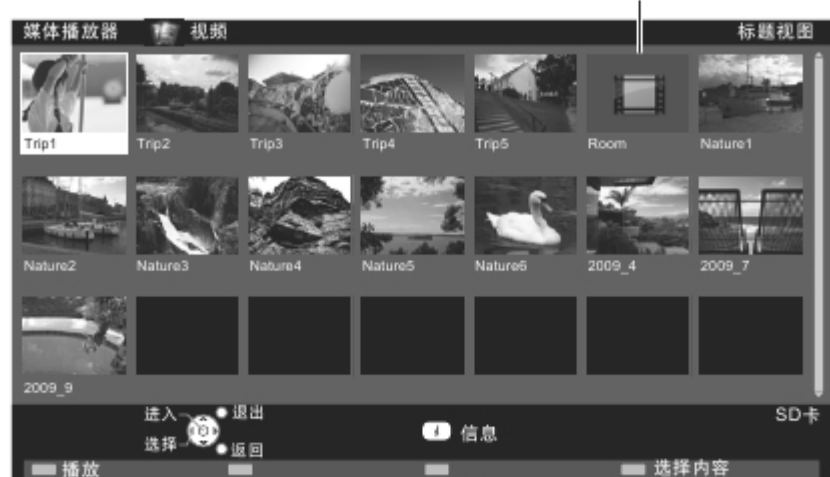 媒体播放器 视频 标题视图
Trip1 Trip2 Trip3 Trip4 Trip5 Room Nature1
Nature2 Nature3 Nature4 Nature5 Nature6 2009_4 2009_7
2009_9
进入 退出
选择 返回
i 信息
SD卡
播放 选择内容